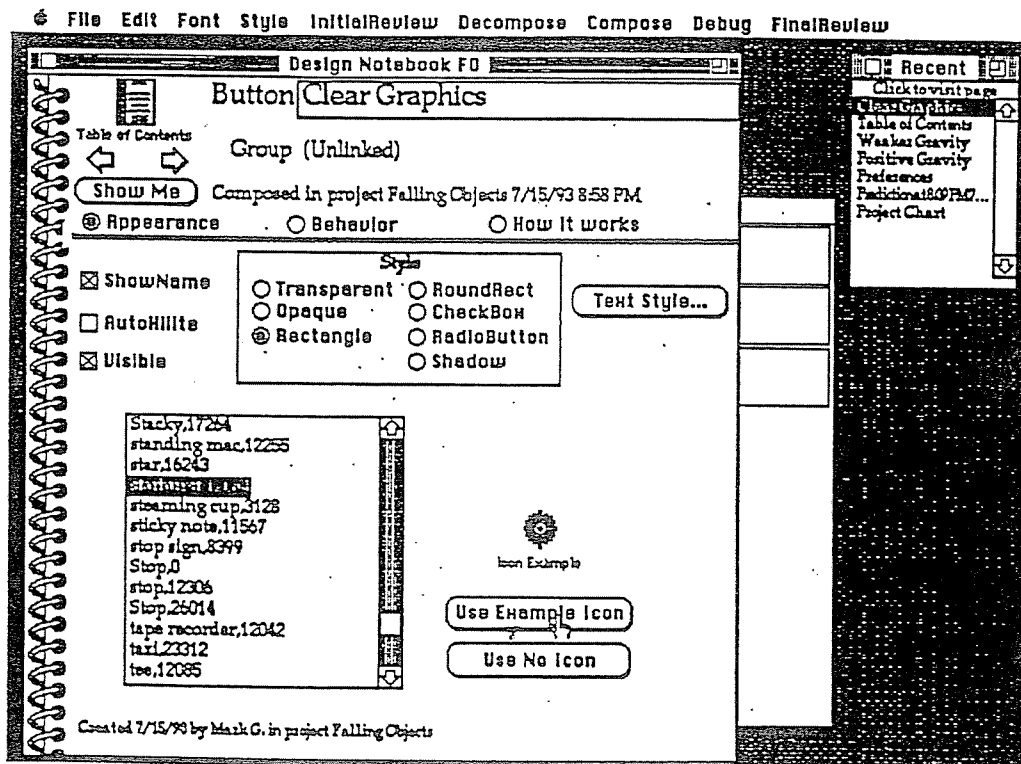 File Edit Font Style InitialReview Decompose Compose Debug FinalReview
Design Notebook F0
Button Clear Graphics
Table of Contents
Group (Unlinked)
Show Me
Composed in project Falling Objects 7/15/93 8:58 PM
Appearance
Behavior
How it works
ShowName
AutoHilite
Visible
Style
Transparent
Opaque
Rectangle
RoundRect
CheckBox
RadioButton
Shadow
Text Style...
Stacky,17264
standing mac,12255
star,16243
steaming cup,3128
sticky note,11567
stop sign,8399
Stop,0
stop,12306
Stop,26014
tape recorder,12042
taxi,23312
tee,12085
Icon Example
Use Example Icon
Use No Icon
Created 7/15/93 by Mark G. in project Falling Objects
Recent
Click to visit page
Clear Graphics
Table of Contents
Weaker Gravity
Positive Gravity
Preferences
Project Chart